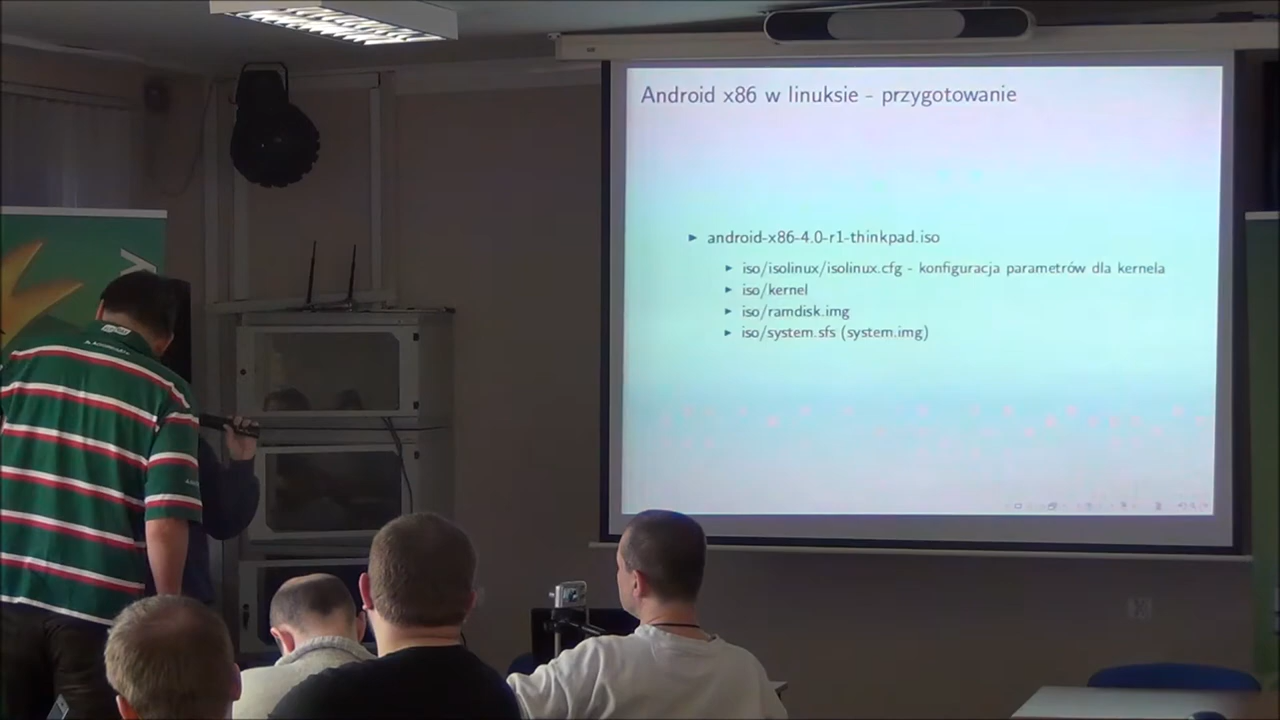 Android x86 w linuksie - przygotowanie
android-x86-4.0-r1-thinkpad.iso
iso/isolinux/isolinux.cfg - konfiguracja parametrów dla kernela
iso/kernel
iso/ramdisk.img
iso/system.sfs (system.img)